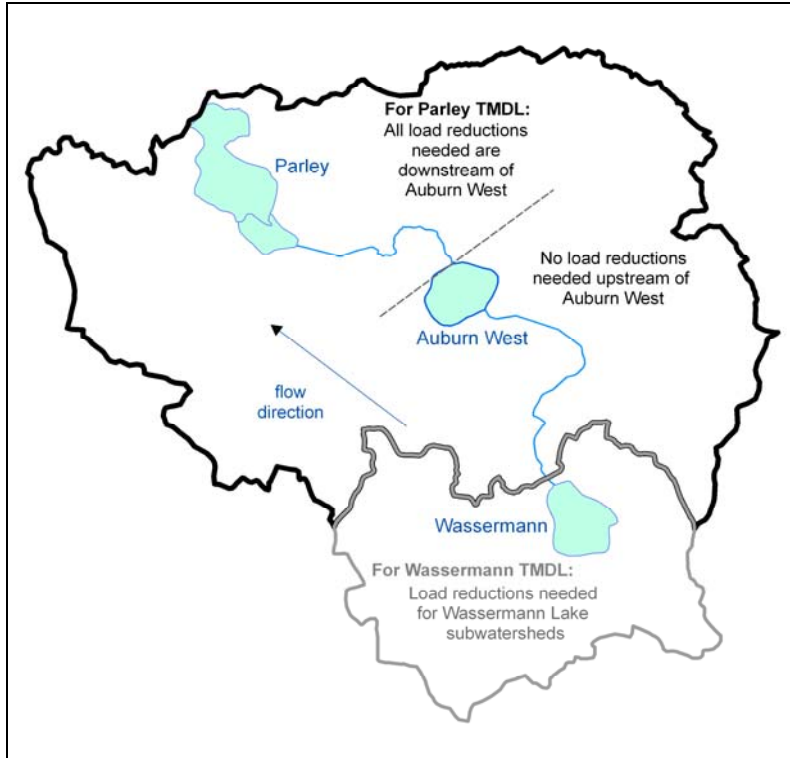 For Parley TMDL:
All load reductions
needed are
downstream of
Auburn West
Parley
No load reductions
needed upstream of
Auburn West
Auburn West
flow
direction
Wassermann
For Wassermann TMDL:
Load reductions needed
for Wassermann Lake
subwatersheds